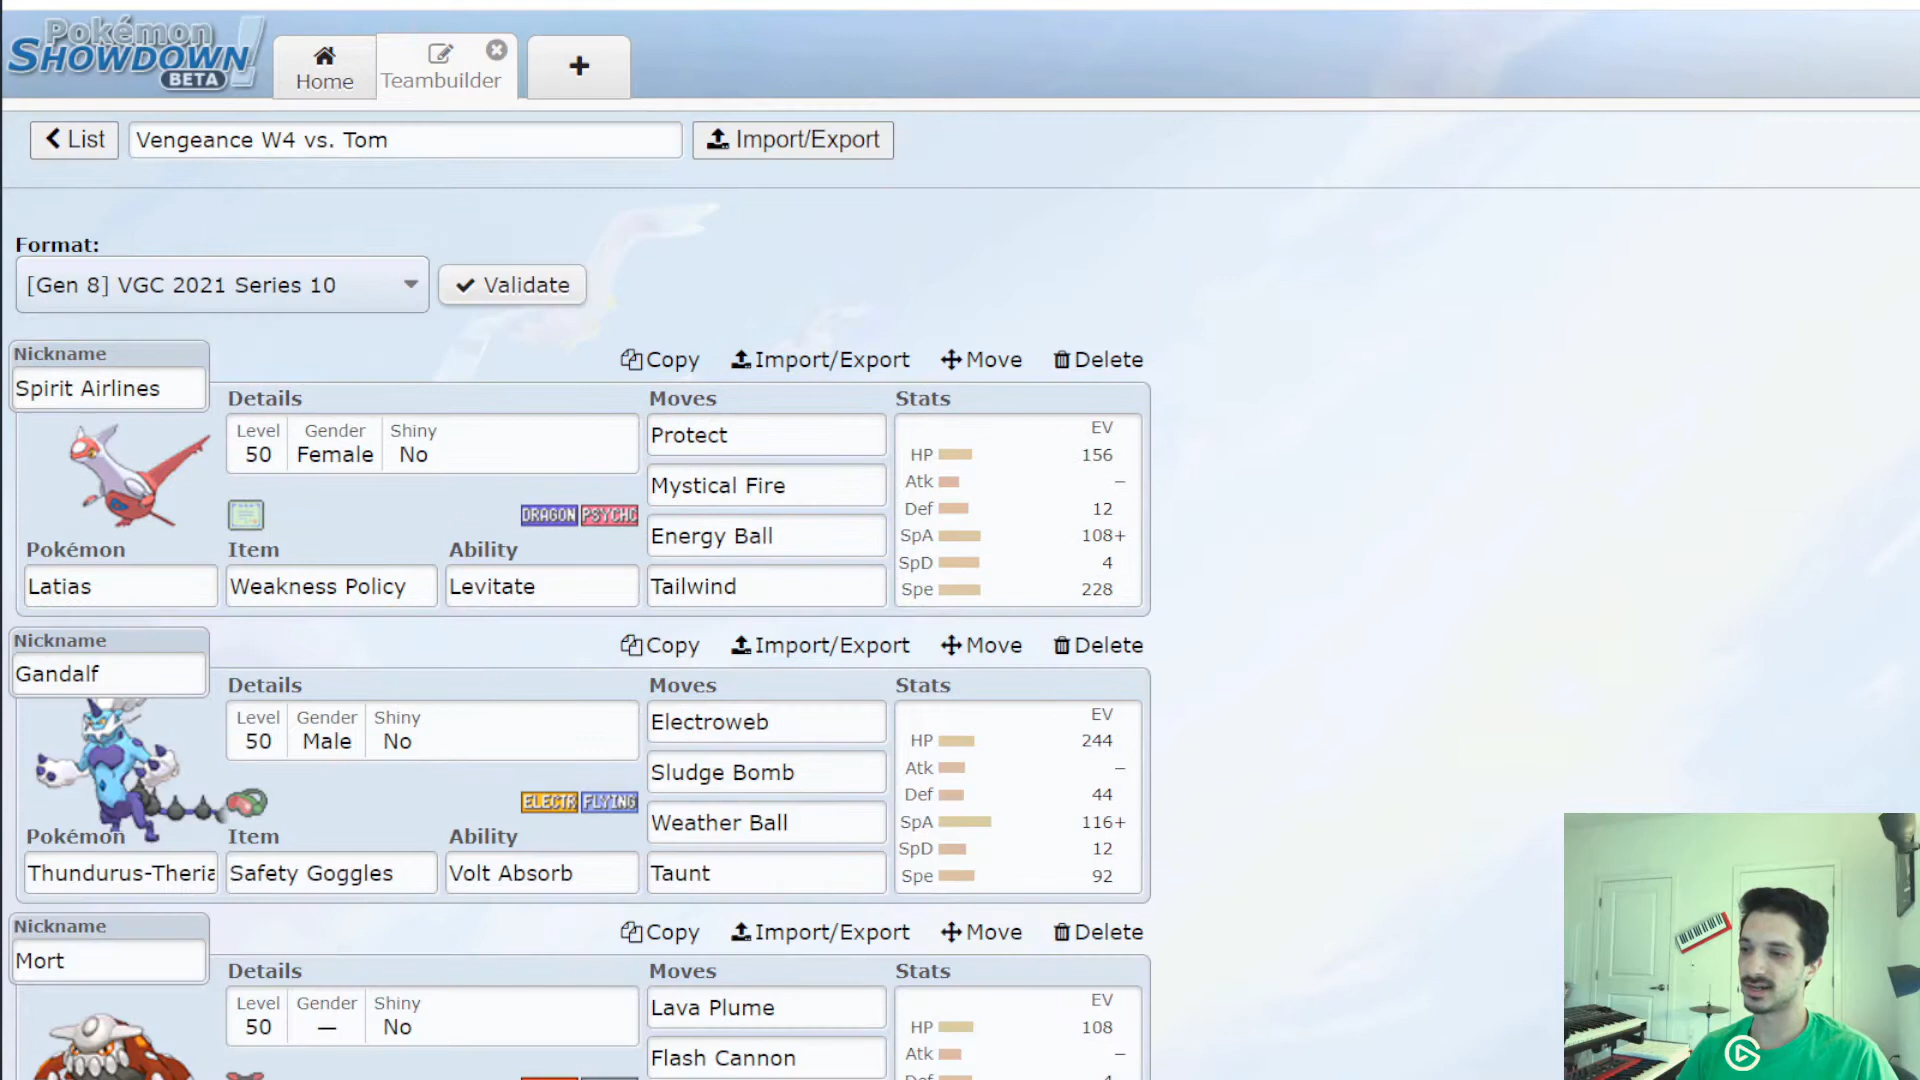 Pokémon
SHOWDOWN!
BETA
Home
Teambuilder
List
Vengeance W4 vs. Tom
Import/Export
Format:
[Gen 8] VGC 2021 Series 10
Validate
Copy Import/Export Move Delete
Nickname
Spirit Airlines
Details
Level Gender Shiny
50 Female No
DRAGON PSYCHC
Pokémon Item Ability
Latias Weakness Policy Levitate
Moves
Protect
Mystical Fire
Energy Ball
Tailwind
Stats
EV
HP 156
Atk –
Def 12
SpA 108+
SpD 4
Spe 228
Copy Import/Export Move Delete
Nickname
Gandalf
Details
Level Gender Shiny
50 Male No
ELECTR FLYING
Pokémon Item Ability
Thundurus-Theria Safety Goggles Volt Absorb
Moves
Electroweb
Sludge Bomb
Weather Ball
Taunt
Stats
EV
HP 244
Atk –
Def 44
SpA 116+
SpD 12
Spe 92
Copy Import/Export Move Delete
Nickname
Mort
Details
Level Gender Shiny
50 — No
Moves
Lava Plume
Flash Cannon
Stats
EV
HP 108
Atk –
Def 4